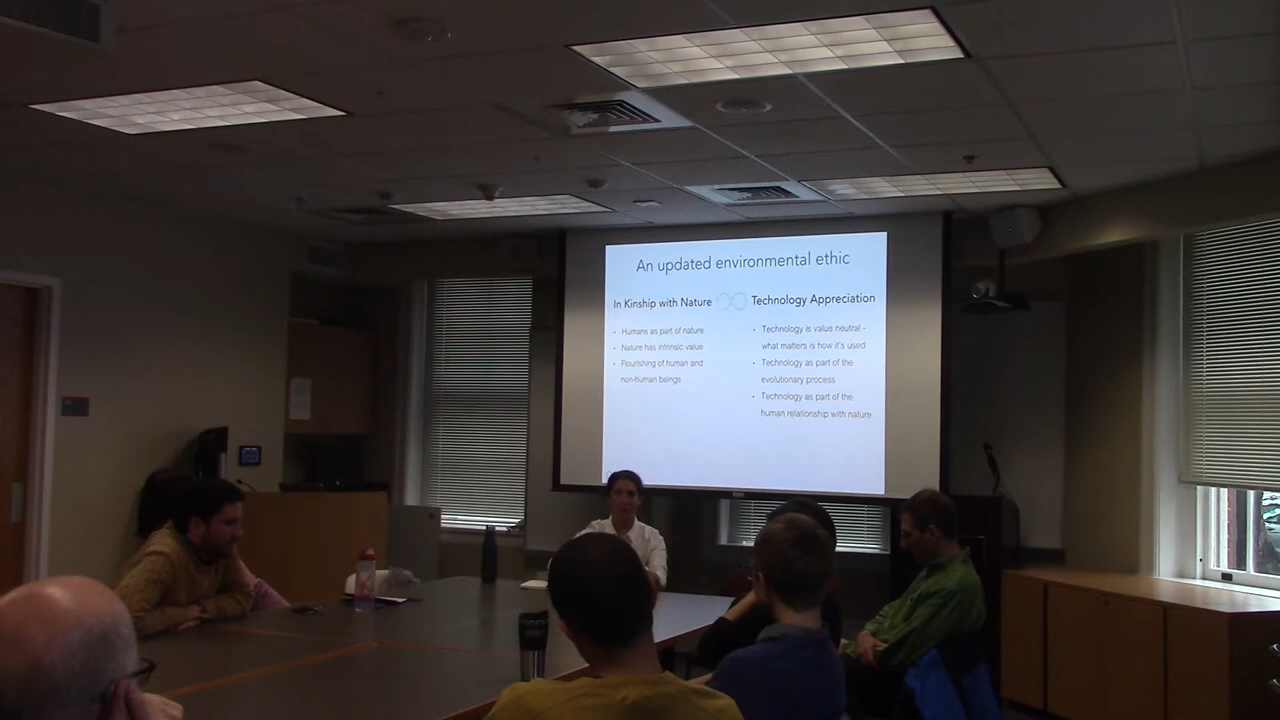 An updated environmental ethic
In Kinship with Nature
Technology Appreciation
• Humans as part of nature
• Nature has intrinsic value
• Flourishing of human and
non-human beings
• Technology is value neutral -
what matters is how it's used
• Technology as part of the
evolutionary process
• Technology as part of the
human relationship with nature